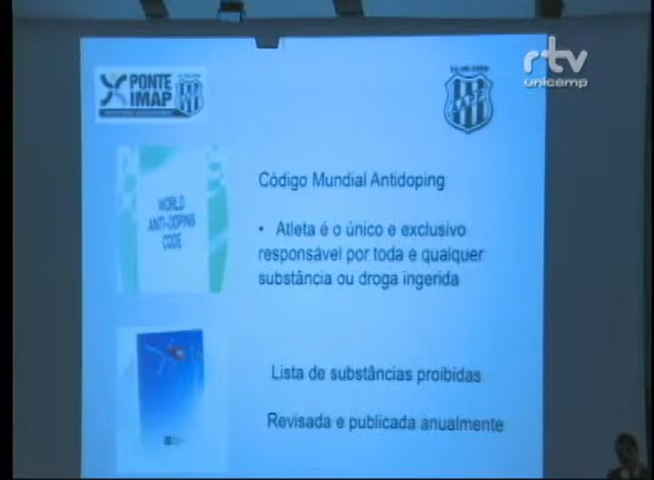 rtv
unicamp
PONTE
IMAP
Código Mundial Antidoping
WORLD
ANTI-DOPING
CODE
• Atleta é o único e exclusivo
responsável por toda e qualquer
substância ou droga ingerida
Lista de substâncias proibidas
Revisada e publicada anualmente